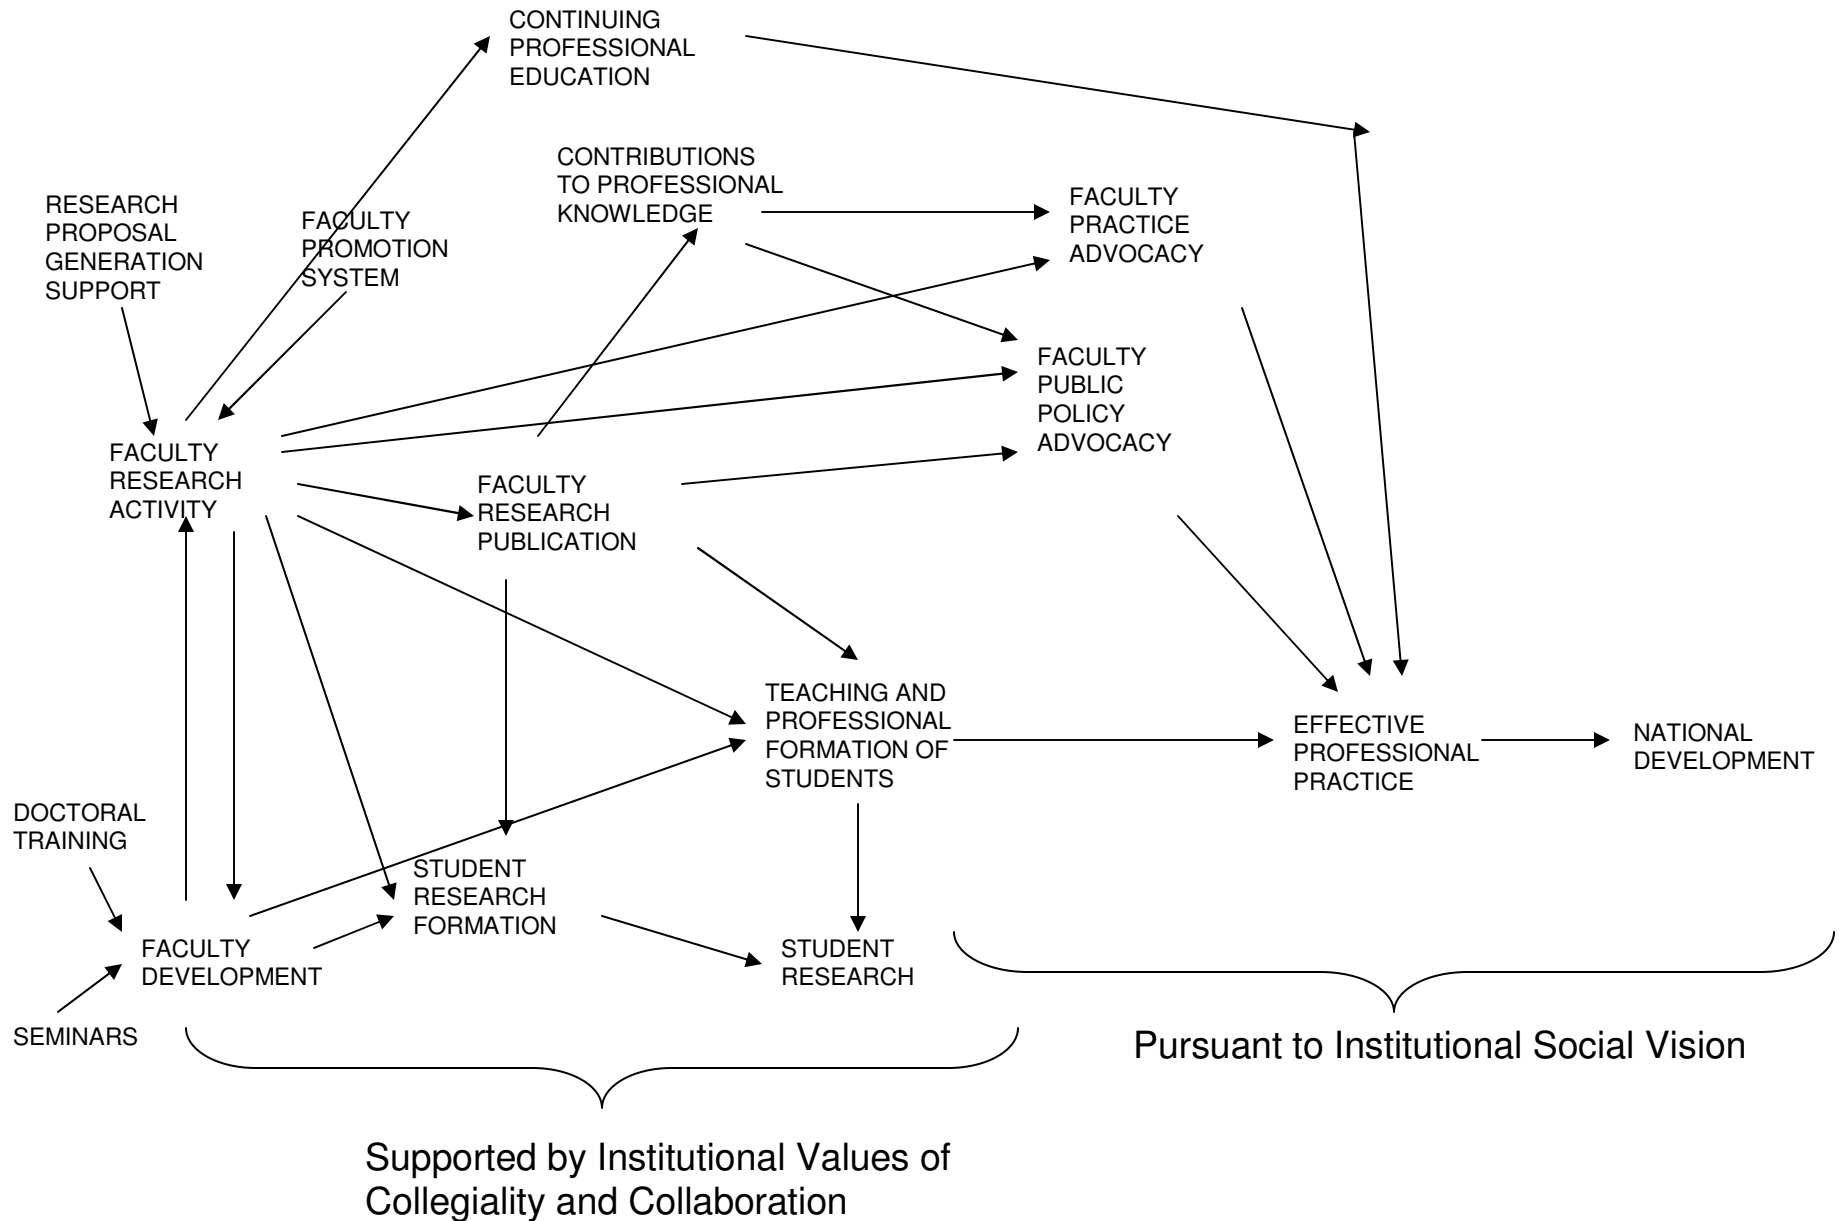 CONTINUING
PROFESSIONAL
EDUCATION
CONTRIBUTIONS
TO PROFESSIONAL
KNOWLEDGE
RESEARCH
PROPOSAL
GENERATION
SUPPORT
FACULTY
PROMOTION
SYSTEM
FACULTY
PRACTICE
ADVOCACY
FACULTY
PUBLIC
POLICY
ADVOCACY
FACULTY
RESEARCH
ACTIVITY
FACULTY
RESEARCH
PUBLICATION
TEACHING AND
PROFESSIONAL
FORMATION OF
STUDENTS
EFFECTIVE
PROFESSIONAL
PRACTICE
NATIONAL
DEVELOPMENT
DOCTORAL
TRAINING
STUDENT
RESEARCH
FORMATION
FACULTY
DEVELOPMENT
STUDENT
RESEARCH
SEMINARS
Pursuant to Institutional Social Vision
Supported by Institutional Values of
Collegiality and Collaboration